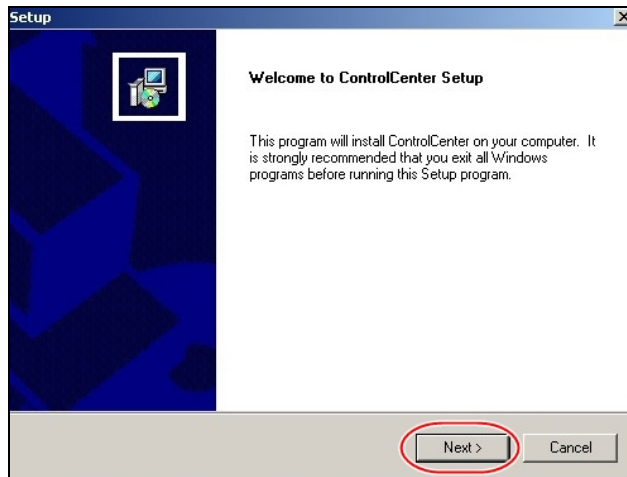 Setup
Welcome to ControlCenter Setup
This program will install ControlCenter on your computer. It
is strongly recommended that you exit all Windows
programs before running this Setup program.
Next >
Cancel